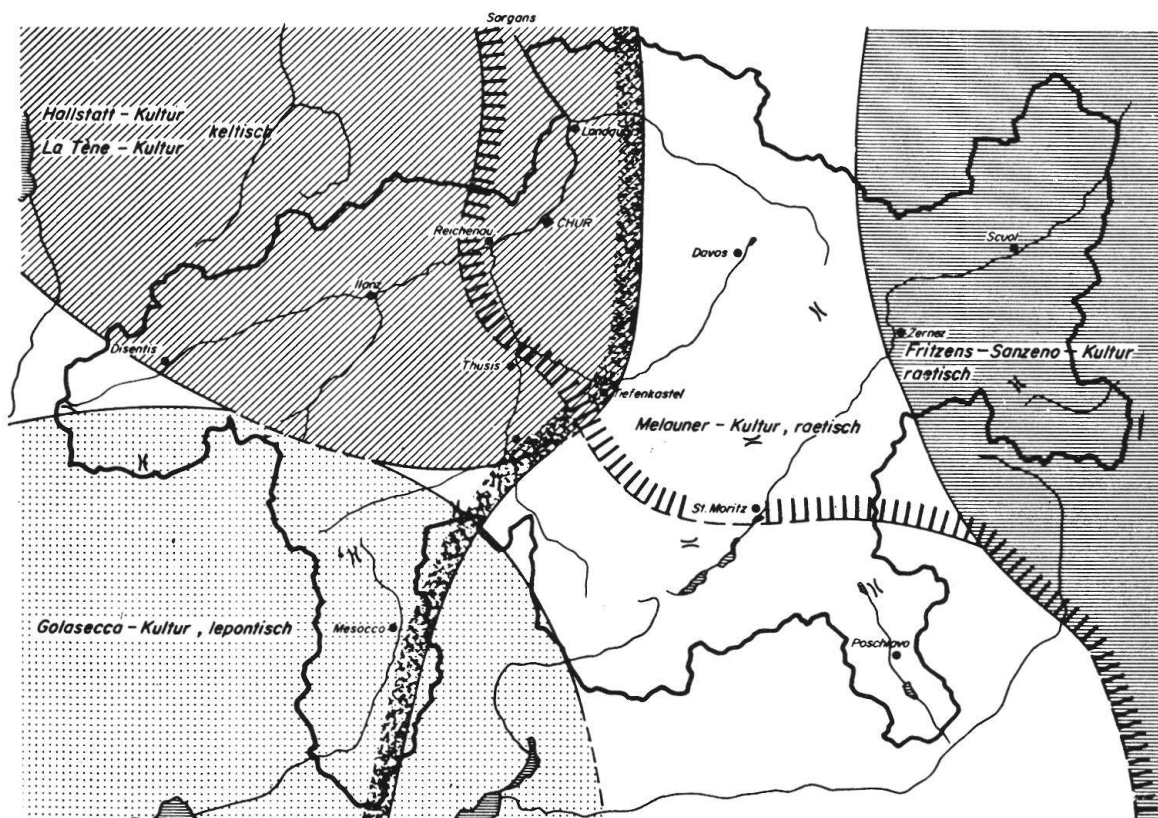 Sargans
Hallstatt – Kultur
keltisch
La Tène – Kultur
Landqu
Reichenau
CHUR
Davos
Scuol
Ilanz
Disentis
Thusis
Zernez
Fritzens – Sanzeno – Kultur
raetisch
Tiefenkastel
Melauner – Kultur, raetisch
St. Moritz
Golasecca – Kultur, lepontisch
Mesocco
Poschiavo